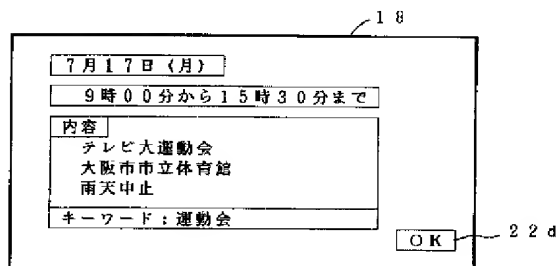 18
7月17日(月)
9時00分から15時30分まで
内容
テレビ大運動会
大阪市市立体育館
雨天中止
キーワード:運動会
OK
22d